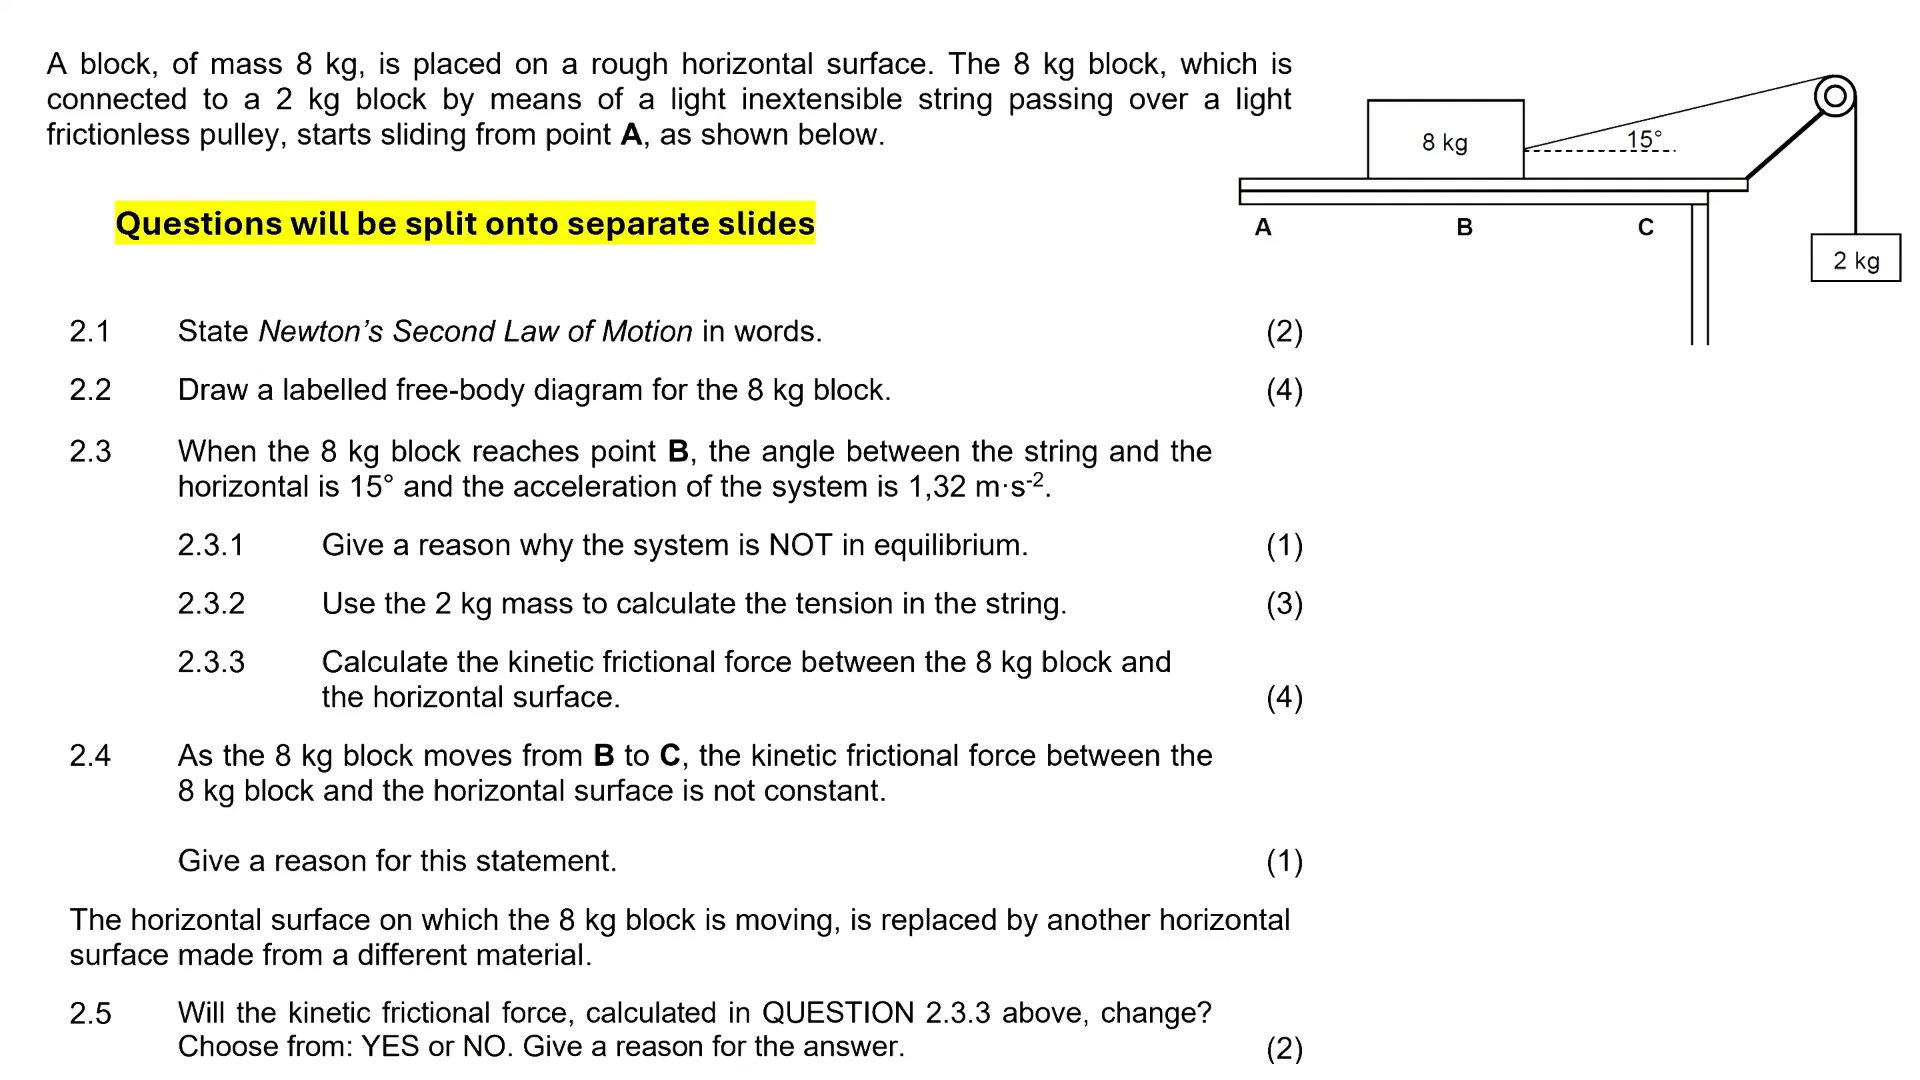 A block, of mass 8 kg, is placed on a rough horizontal surface. The 8 kg block, which is
connected to a 2 kg block by means of a light inextensible string passing over a light
frictionless pulley, starts sliding from point A, as shown below.
8 kg
15°
A B C
2 kg
Questions will be split onto separate slides
2.1 State Newton’s Second Law of Motion in words. (2)
2.2 Draw a labelled free-body diagram for the 8 kg block. (4)
2.3 When the 8 kg block reaches point B, the angle between the string and the
horizontal is 15° and the acceleration of the system is 1,32 m·s-2.
2.3.1 Give a reason why the system is NOT in equilibrium. (1)
2.3.2 Use the 2 kg mass to calculate the tension in the string. (3)
2.3.3 Calculate the kinetic frictional force between the 8 kg block and
the horizontal surface. (4)
2.4 As the 8 kg block moves from B to C, the kinetic frictional force between the
8 kg block and the horizontal surface is not constant.
Give a reason for this statement. (1)
The horizontal surface on which the 8 kg block is moving, is replaced by another horizontal
surface made from a different material.
2.5 Will the kinetic frictional force, calculated in QUESTION 2.3.3 above, change?
Choose from: YES or NO. Give a reason for the answer. (2)